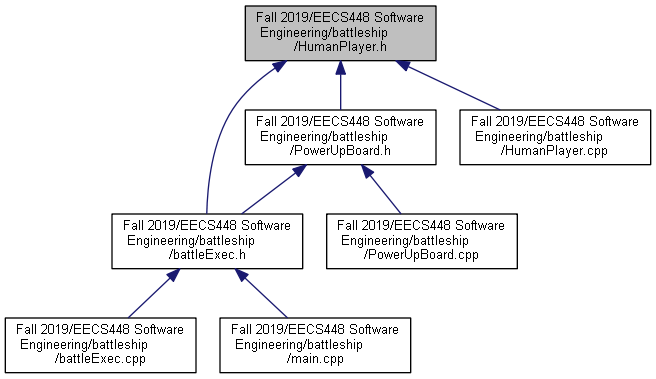 Fall 2019/EECS448 Software
Engineering/battleship
/HumanPlayer.h
Fall 2019/EECS448 Software
Engineering/battleship
/PowerUpBoard.h
Fall 2019/EECS448 Software
Engineering/battleship
/HumanPlayer.cpp
Fall 2019/EECS448 Software
Engineering/battleship
/battleExec.h
Fall 2019/EECS448 Software
Engineering/battleship
/PowerUpBoard.cpp
Fall 2019/EECS448 Software
Engineering/battleship
/battleExec.cpp
Fall 2019/EECS448 Software
Engineering/battleship
/main.cpp